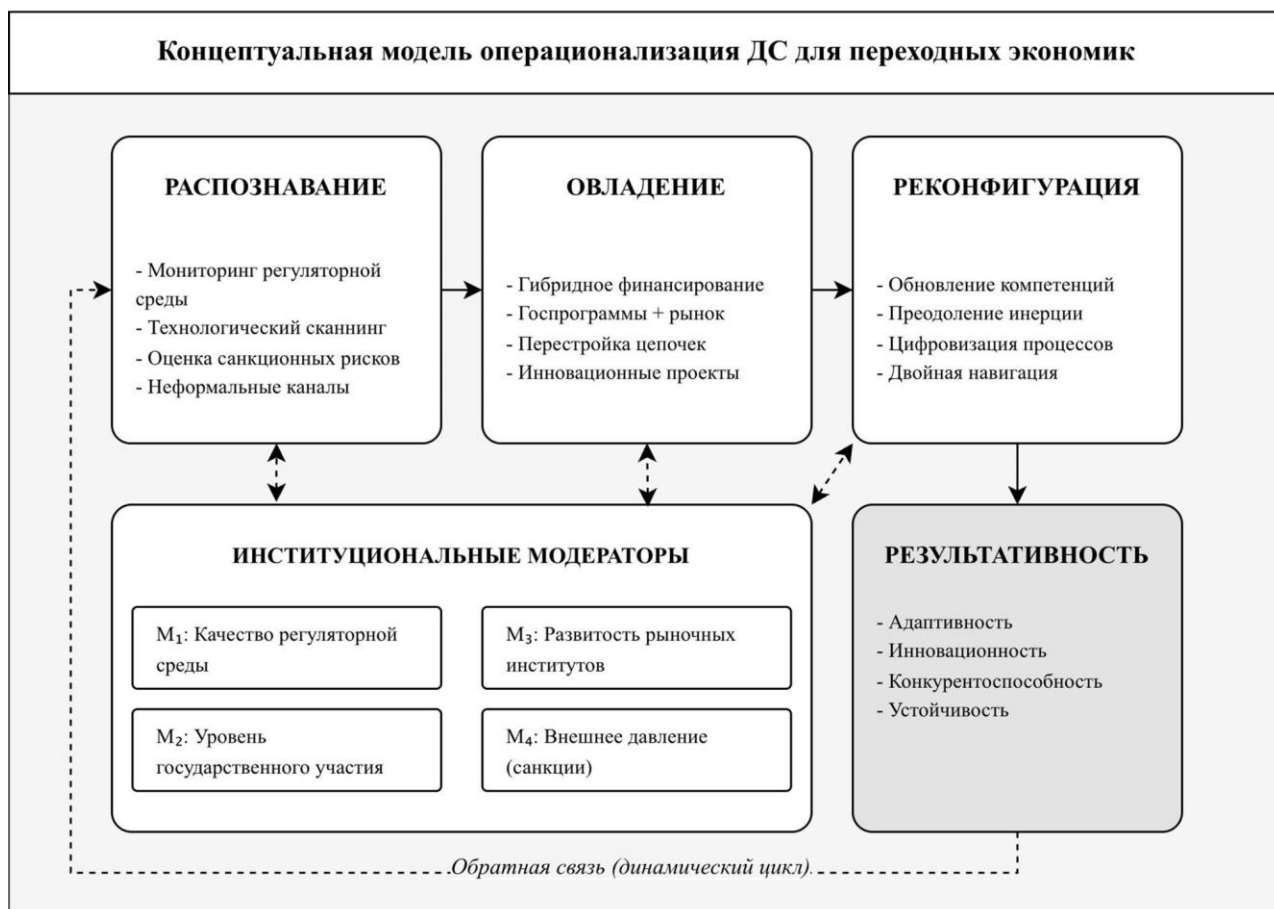 Концептуальная модель операционализация ДС для переходных экономик
РАСПОЗНАВАНИЕ
- Мониторинг регуляторной
среды
- Технологический сканнинг
- Оценка санкционных рисков
- Неформальные каналы
ОВЛАДЕНИЕ
- Гибридное финансирование
- Госпрограммы + рынок
- Перестройка цепочек
- Инновационные проекты
РЕКОНФИГУРАЦИЯ
- Обновление компетенций
- Преодоление инерции
- Цифровизация процессов
- Двойная навигация
ИНСТИТУЦИОНАЛЬНЫЕ МОДЕРАТОРЫ
M₁: Качество регуляторной
среды
M₃: Развитость рыночных
институтов
M₂: Уровень
государственного участия
M₄: Внешнее давление
(санкции)
РЕЗУЛЬТАТИВНОСТЬ
- Адаптивность
- Инновационность
- Конкурентоспособность
- Устойчивость
Обратная связь (динамический цикл)